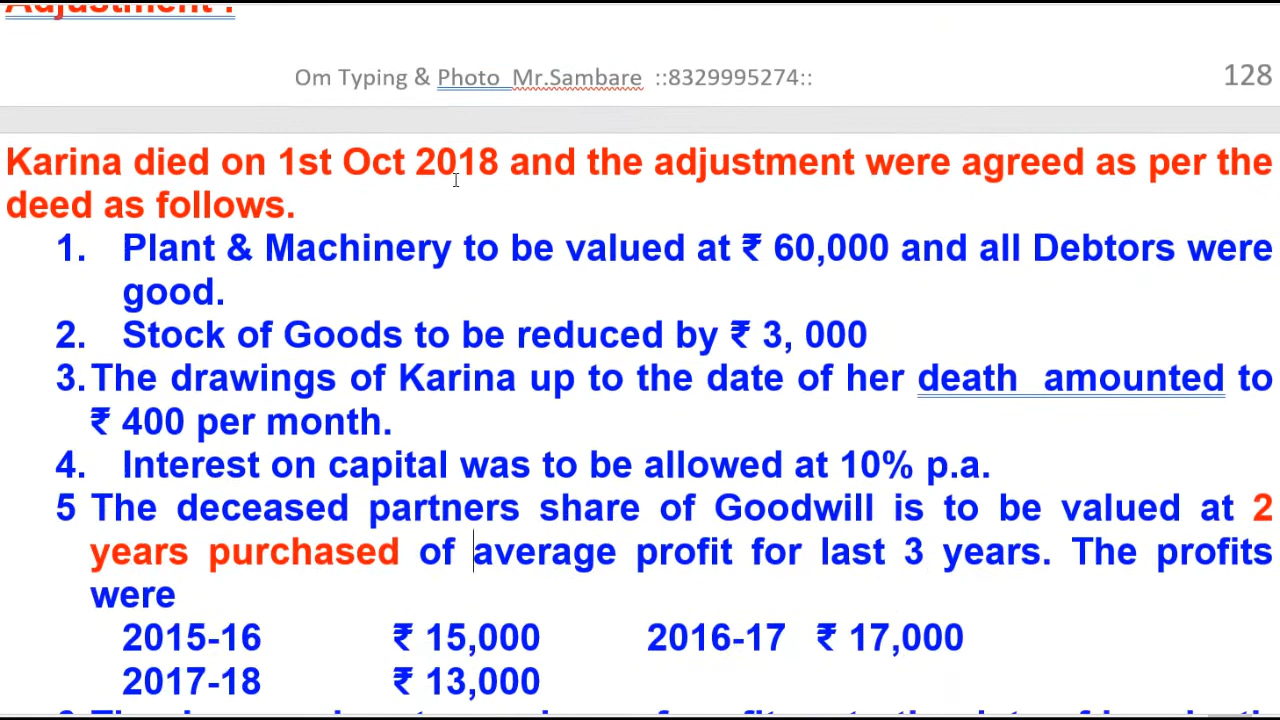 Adjustment :
Om Typing & Photo Mr.Sambare ::8329995274::
128
Karina died on 1st Oct 2018 and the adjustment were agreed as per the
deed as follows.
1. Plant & Machinery to be valued at ₹ 60,000 and all Debtors were
good.
2. Stock of Goods to be reduced by ₹ 3, 000
3.The drawings of Karina up to the date of her death amounted to
₹ 400 per month.
4. Interest on capital was to be allowed at 10% p.a.
5 The deceased partners share of Goodwill is to be valued at 2
years purchased of average profit for last 3 years. The profits
were
2015-16 ₹ 15,000 2016-17 ₹ 17,000
2017-18 ₹ 13,000